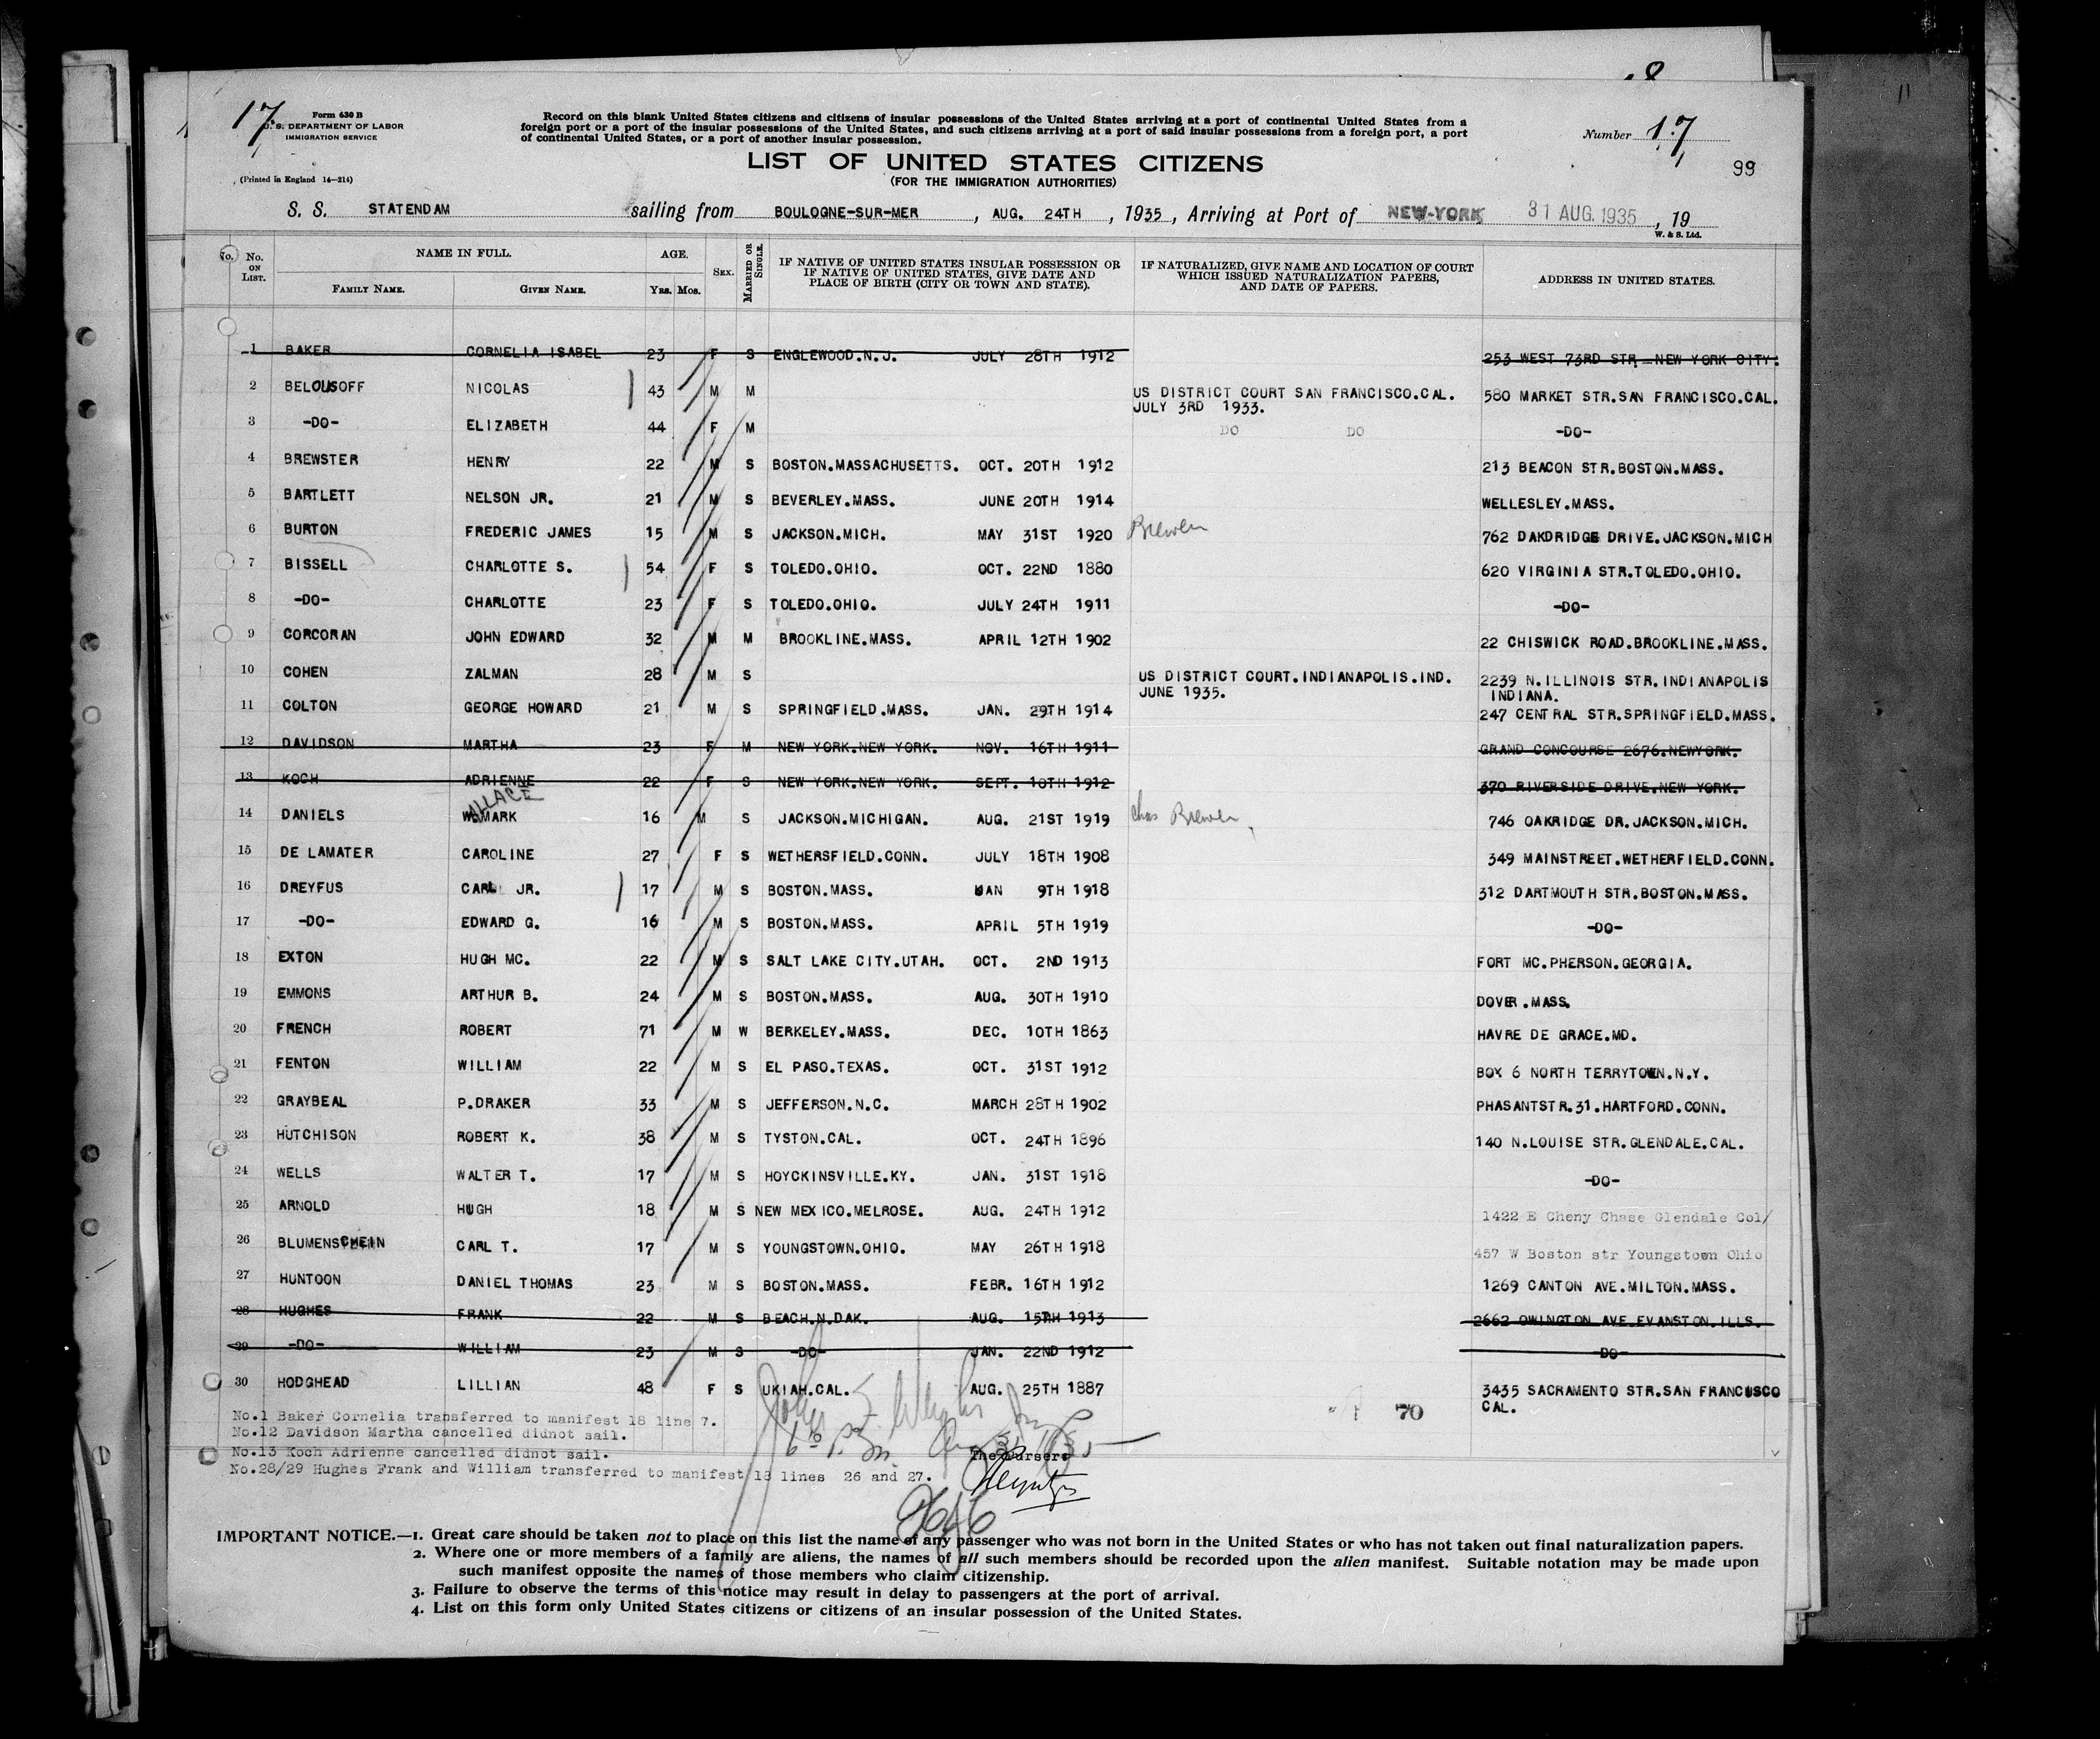 17
Form 630 B
U.S. DEPARTMENT OF LABOR
IMMIGRATION SERVICE
(Printed in England 14—214)
Record on this blank United States citizens and citizens of insular possessions of the United States arriving at a port of continental United States from a
foreign port or a port of the insular possessions of the United States, and such citizens arriving at a port of said insular possessions from a foreign port, a port
of continental United States, or a port of another insular possession.
Number 17
99
LIST OF UNITED STATES CITIZENS
(FOR THE IMMIGRATION AUTHORITIES)
S. S. STATENDAM sailing from BOULOGNE-SUR-MER, AUG. 24TH, 1935, Arriving at Port of NEW-YORK 31 AUG. 1935, 19
W. & S. Ltd.
No. No. ON LIST. NAME IN FULL. FAMILY NAME. GIVEN NAME. AGE. YRS. MOS. SEX. MARRIED OR SINGLE. IF NATIVE OF UNITED STATES INSULAR POSSESSION OR IF NATIVE OF UNITED STATES, GIVE DATE AND PLACE OF BIRTH (CITY OR TOWN AND STATE). IF NATURALIZED, GIVE NAME AND LOCATION OF COURT WHICH ISSUED NATURALIZATION PAPERS, AND DATE OF PAPERS. ADDRESS IN UNITED STATES.
1 BAKER CORNELIA ISABEL 23 F S ENGLEWOOD.N.J. JULY 28TH 1912 253 WEST 73RD STR. NEW YORK CITY.
2 BELOUSOFF NICOLAS 43 M M US DISTRICT COURT SAN FRANCISCO.CAL. JULY 3RD 1933. 580 MARKET STR.SAN FRANCISCO.CAL.
3 -DO- ELIZABETH 44 F M DO DO -DO-
4 BREWSTER HENRY 22 M S BOSTON.MASSACHUSETTS. OCT. 20TH 1912 213 BEACON STR.BOSTON.MASS.
5 BARTLETT NELSON JR. 21 M S BEVERLEY.MASS. JUNE 20TH 1914 WELLESLEY.MASS.
6 BURTON FREDERIC JAMES 15 M S JACKSON.MICH. MAY 31ST 1920 762 OAKDRIDGE DRIVE.JACKSON.MICH
7 BISSELL CHARLOTTE S. 54 F S TOLEDO.OHIO. OCT. 22ND 1880 620 VIRGINIA STR.TOLEDO.OHIO.
8 -DO- CHARLOTTE 23 F S TOLEDO.OHIO. JULY 24TH 1911 -DO-
9 CORCORAN JOHN EDWARD 32 M M BROOKLINE.MASS. APRIL 12TH 1902 22 CHISWICK ROAD.BROOKLINE.MASS.
10 COHEN ZALMAN 28 M S US DISTRICT COURT.INDIANAPOLIS.IND. JUNE 1935. 2239 N.ILLINOIS STR.INDIANAPOLIS INDIANA.
11 COLTON GEORGE HOWARD 21 M S SPRINGFIELD.MASS. JAN. 29TH 1914 247 CENTRAL STR.SPRINGFIELD.MASS.
12 DAVIDSON MARTHA 23 F M NEW YORK.NEW YORK. NOV. 16TH 1911 GRAND CONCOURSE 2676.NEWYORK.
13 KOCH ADRIENNE 22 F S NEW YORK.NEW YORK. SEPT. 10TH 1912 370 RIVERSIDE DRIVE.NEW YORK.
14 DANIELS WALLACE MARK 16 M S JACKSON.MICHIGAN. AUG. 21ST 1919 Chas 746 OAKRIDGE DR.JACKSON.MICH.
15 DE LAMATER CAROLINE 27 F S WETHERSFIELD.CONN. JULY 18TH 1908 349 MAINSTREET.WETHERFIELD.CONN.
16 DREYFUS CARL JR. 17 M S BOSTON.MASS. JAN 9TH 1918 312 DARTMOUTH STR.BOSTON.MASS.
17 -DO- EDWARD G. 16 M S BOSTON.MASS. APRIL 5TH 1919 -DO-
18 EXTON HUGH MC. 22 M S SALT LAKE CITY.UTAH. OCT. 2ND 1913 FORT MC.PHERSON.GEORGIA.
19 EMMONS ARTHUR B. 24 M S BOSTON.MASS. AUG. 30TH 1910 DOVER.MASS.
20 FRENCH ROBERT 71 M W BERKELEY.MASS. DEC. 10TH 1863 HAVRE DE GRACE.MD.
21 FENTON WILLIAM 22 M S EL PASO.TEXAS. OCT. 31ST 1912 BOX 6 NORTH TERRYTOWN.N.Y.
22 GRAYBEAL P.DRAKER 33 M S JEFFERSON.N.C. MARCH 28TH 1902 PHASANTSTR.31.HARTFORD.CONN.
23 HUTCHISON ROBERT K. 38 M S TYSTON.CAL. OCT. 24TH 1896 140 N.LOUISE STR.GLENDALE.CAL.
24 WELLS WALTER T. 17 M S HOYCKINSVILLE.KY. JAN. 31ST 1918 -DO-
25 ARNOLD HUGH 18 M S NEW MEXICO.MELROSE. AUG. 24TH 1912 1422 E Cheny Chase Glendale Col/
26 BLUMENSCHEIN CARL T. 17 M S YOUNGSTOWN.OHIO. MAY 26TH 1918 457 W Boston str Youngstown Ohio
27 HUNTOON DANIEL THOMAS 23 M S BOSTON.MASS. FEBR. 16TH 1912 1269 CANTON AVE.MILTON.MASS.
28 HUGHES FRANK 22 M S BEACH.N.DAK. AUG. 15TH 1913 2662 OWINGTON AVE.EVANSTON.ILLS.
29 -DO- WILLIAM 23 M S -DO- JAN. 22ND 1912 -DO-
30 HODGHEAD LILLIAN 48 F S UKIAH.CAL. AUG. 25TH 1887 3435 SACRAMENTO STR.SAN FRANCUSCO CAL.
No.1 Baker Cornelia transferred to manifest 18 line 7.
70
No.12 Davidson Martha cancelled didnot sail.
No.13 Koch Adrienne cancelled didnot sail.
The Pursers
No.28/29 Hughes Frank and William transferred to manifest 18 lines 26 and 27.
IMPORTANT NOTICE.—1. Great care should be taken not to place on this list the name of any passenger who was not born in the United States or who has not taken out final naturalization papers.
2. Where one or more members of a family are aliens, the names of all such members should be recorded upon the alien manifest. Suitable notation may be made upon
such manifest opposite the names of those members who claim citizenship.
3. Failure to observe the terms of this notice may result in delay to passengers at the port of arrival.
4. List on this form only United States citizens or citizens of an insular possession of the United States.